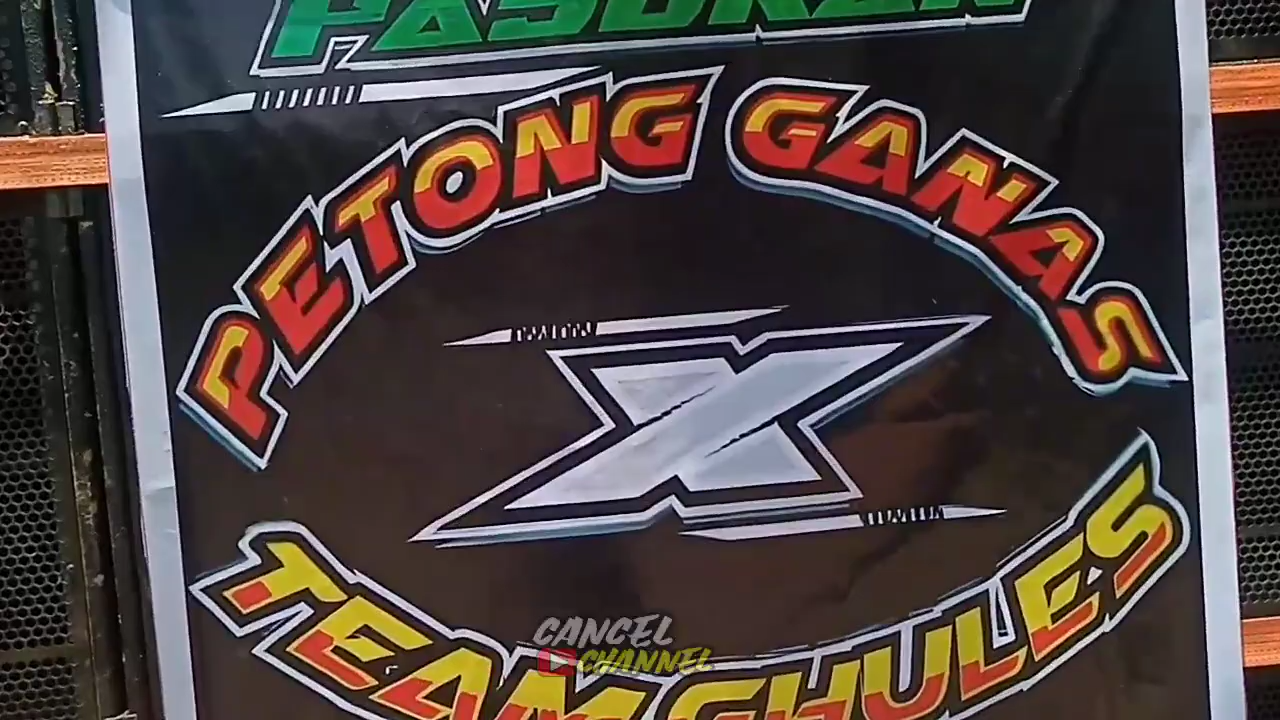 PASUKAN
PETONG GANAS
X
TEAM GHULES
CANCEL
CHANNEL